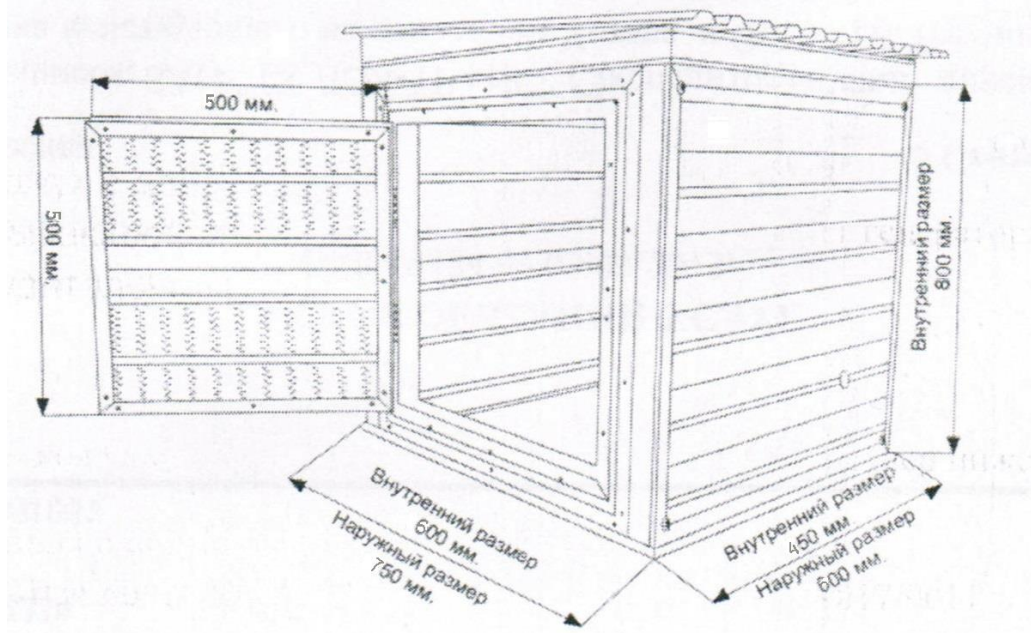 500 мм.
500 мм.
Внутренний размер
800 мм.
Внутренний размер
600 мм.
Наружный размер
750 мм.
Внутренний размер
450 мм
Наружный размер
600 мм.